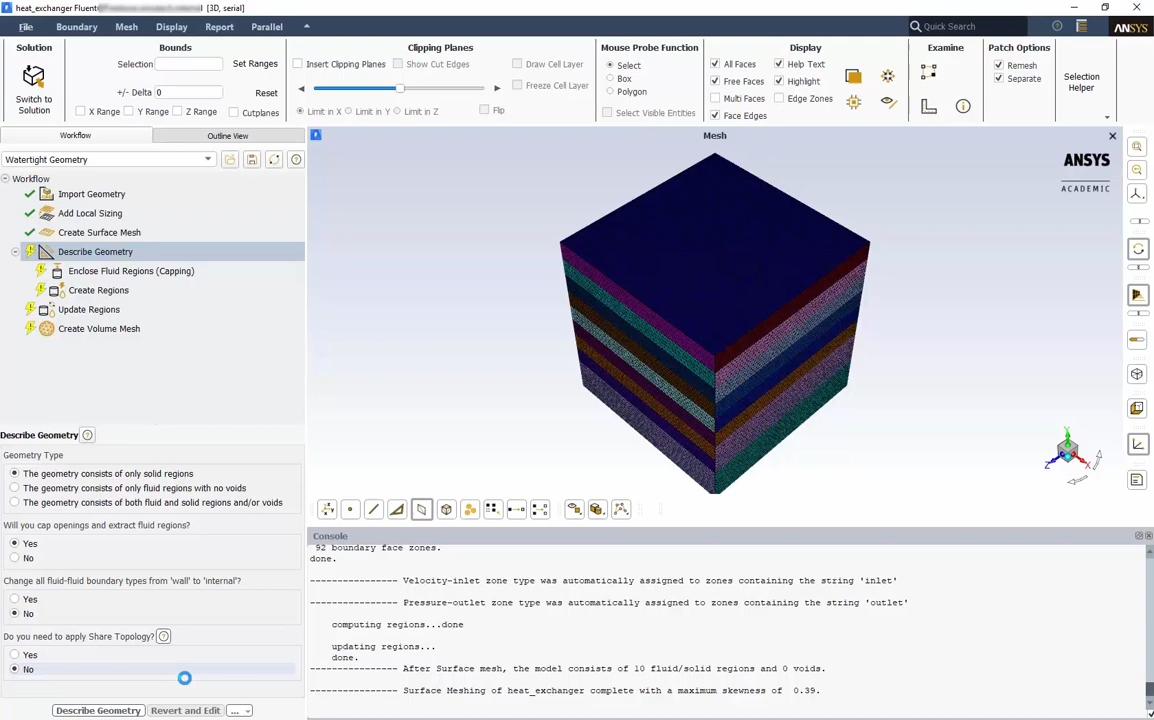 heat_exchanger Fluent [3D, serial]
File Boundary Mesh Display Report Parallel Quick Search ANSYS
Solution Bounds Clipping Planes Mouse Probe Function Display Examine Patch Options
Switch to Solution
Selection Set Ranges
+/- Delta 0 Reset
X Range Y Range Z Range Cutplanes
Insert Clipping Planes Show Cut Edges Draw Cell Layer
Freeze Cell Layer
Limit in X Limit in Y Limit in Z Flip
Select
Box
Polygon
Select Visible Entities
All Faces Help Text
Free Faces Highlight
Multi Faces Edge Zones
Face Edges
Remesh
Separate
Selection Helper
Workflow Outline View
Watertight Geometry
Workflow
Import Geometry
Add Local Sizing
Create Surface Mesh
Describe Geometry
Enclose Fluid Regions (Capping)
Create Regions
Update Regions
Create Volume Mesh
Describe Geometry
Geometry Type
The geometry consists of only solid regions
The geometry consists of only fluid regions with no voids
The geometry consists of both fluid and solid regions and/or voids
Will you cap openings and extract fluid regions?
Yes
No
Change all fluid-fluid boundary types from 'wall' to 'internal'?
Yes
No
Do you need to apply Share Topology?
Yes
No
Describe Geometry Revert and Edit ...
Mesh
ANSYS
ACADEMIC
Y
Z X
Console
92 boundary face zones.
done.
---------------- Velocity-inlet zone type was automatically assigned to zones containing the string 'inlet'
---------------- Pressure-outlet zone type was automatically assigned to zones containing the string 'outlet'
computing regions...done
updating regions...
done.
---------------- After Surface mesh, the model consists of 10 fluid/solid regions and 0 voids.
---------------- Surface Meshing of heat_exchanger complete with a maximum skewness of 0.39.